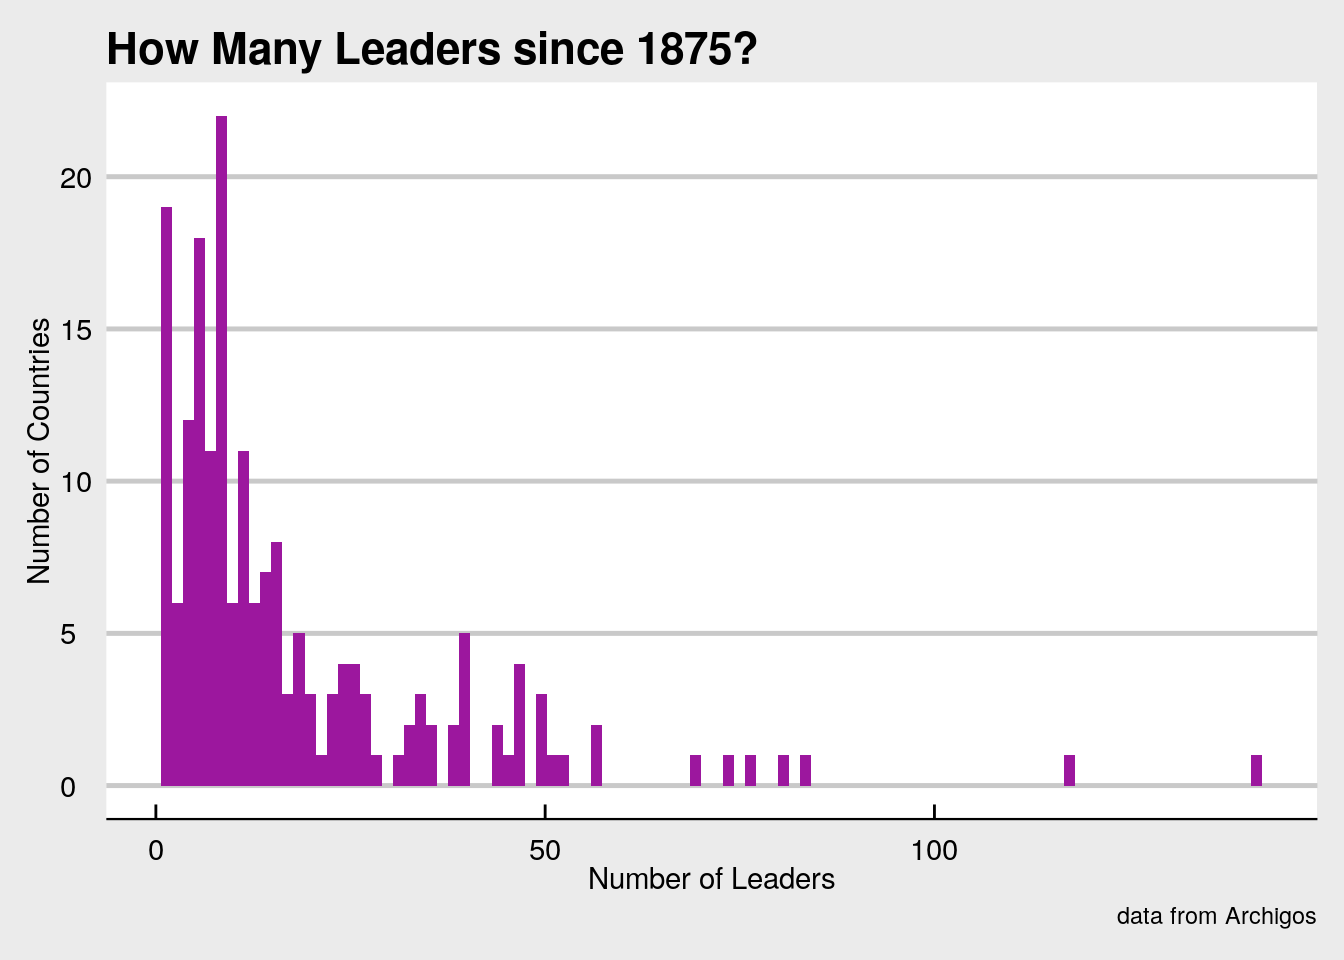 How Many Leaders since 1875?
20
15
10
5
0
Number of Countries
0 50 100
Number of Leaders
data from Archigos